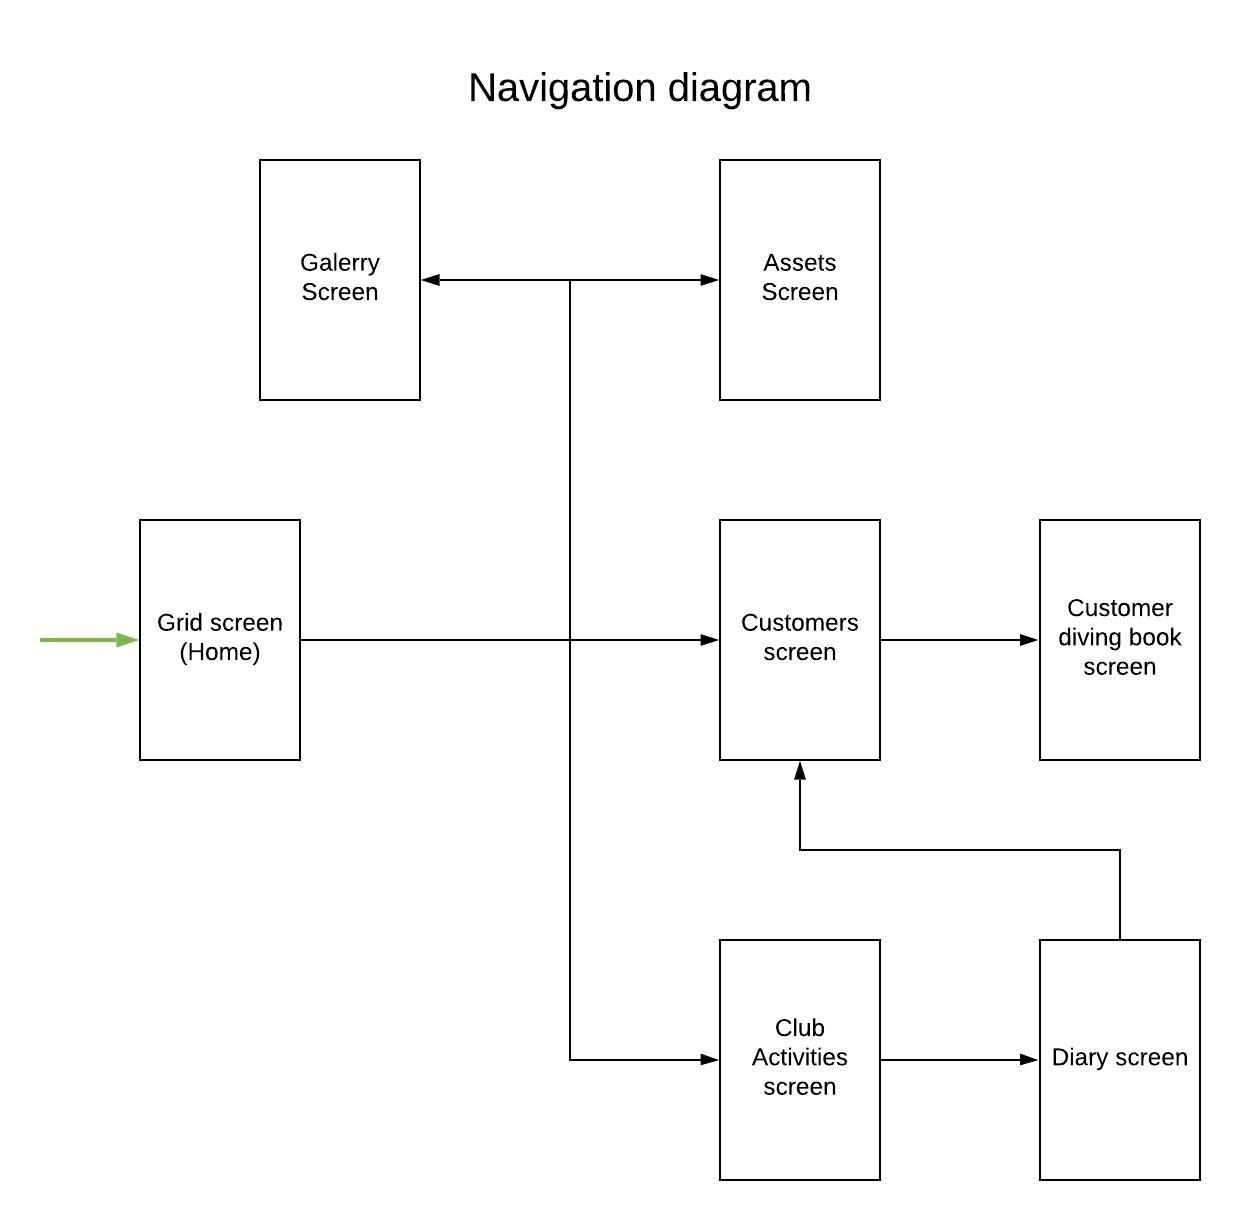 Navigation diagram
Galerry
Screen
Assets
Screen
Grid screen
(Home)
Customers
screen
Customer
diving book
screen
Club
Activities
screen
Diary screen